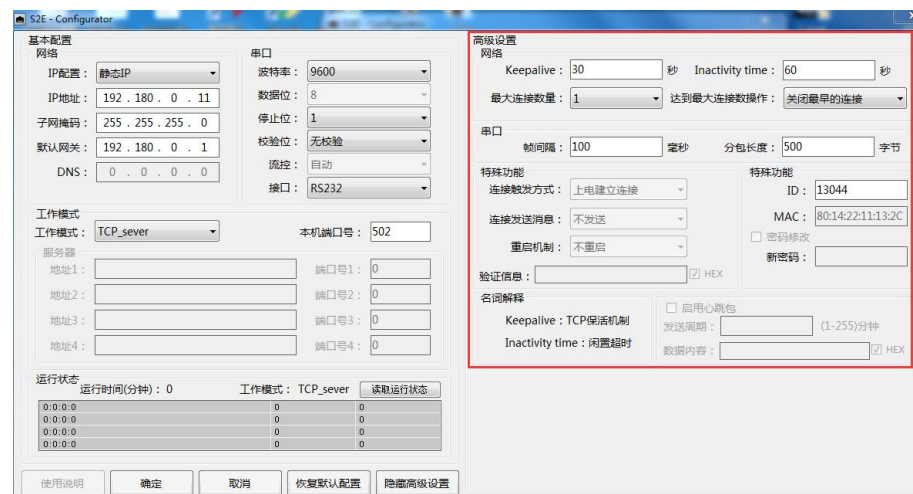 S2E - Configurator
基本配置
网络
IP配置： 静态IP
IP地址： 192 . 180 . 0 . 11
子网掩码： 255 . 255 . 255 . 0
默认网关： 192 . 180 . 0 . 1
DNS： 0 . 0 . 0 . 0
串口
波特率： 9600
数据位： 8
停止位： 1
校验位： 无校验
流控： 自动
接口： RS232
工作模式
工作模式： TCP_sever 本机端口号： 502
服务器
地址1： 端口号1： 0
地址2： 端口号2： 0
地址3： 端口号3： 0
地址4： 端口号4： 0
运行状态
运行时间(分钟)： 0 工作模式： TCP_sever 读取运行状态
0:0:0:0 0 0
0:0:0:0 0 0
0:0:0:0 0 0
0:0:0:0 0 0
使用说明 确定 取消 恢复默认配置 隐藏高级设置
高级设置
网络
Keepalive： 30 秒 Inactivity time： 60 秒
最大连接数量： 1 达到最大连接数操作： 关闭最早的连接
串口
帧间隔： 100 毫秒 分包长度： 500 字节
特殊功能
连接触发方式： 上电建立连接
连接发送消息： 不发送
重启机制： 不重启
验证信息： HEX
特殊功能
ID： 13044
MAC： 80:14:22:11:13:2C
密码修改
新密码：
名词解释
Keepalive：TCP保活机制
Inactivity time：闲置超时
启用心跳包
发送周期： (1-255)分钟
数据内容： HEX